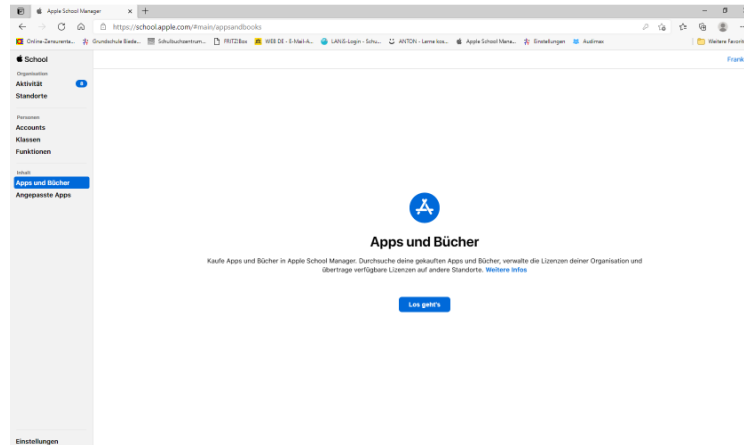 Apple School Manager
https://school.apple.com/#main/appsandbooks
Online-Zensurenta... Grundschule Bieda... Schulbuchzentrum... FRITZ!Box WEB.DE - E-Mail-A... LANiS-Login - Schu... ANTON - Lerne kos... Apple School Mana... Einstellungen Audimax Weitere Favorit
School
Frank
Organisation
Aktivität
Standorte
Personen
Accounts
Klassen
Funktionen
Inhalt
Apps und Bücher
Angepasste Apps
Apps und Bücher
Kaufe Apps und Bücher in Apple School Manager. Durchsuche deine gekauften Apps und Bücher, verwalte die Lizenzen deiner Organisation und
übertrage verfügbare Lizenzen auf andere Standorte. Weitere Infos
Los geht's
Einstellungen